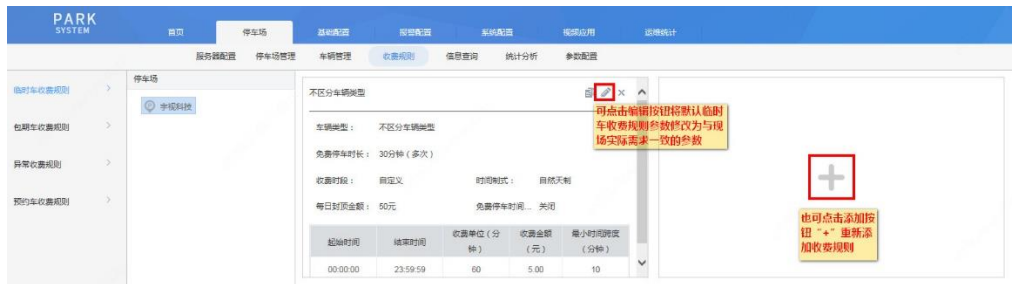 PARK
SYSTEM
首页 停车场 基础配置 报警配置 系统配置 视频应用 运维统计
服务器配置 停车场管理 车辆管理 收费规则 信息查询 统计分析 参数配置
临时车收费规则
包期车收费规则
异常收费规则
预约车收费规则
停车场
宇视科技
不区分车辆类型
车辆类型： 不区分车辆类型
免费停车时长： 30分钟（多次）
收费时段： 自定义 时间制式： 自然天制
每日封顶金额： 50元 免费停车时间... 关闭
起始时间 结束时间 收费单位（分钟） 收费金额（元） 最小时间跨度（分钟）
00:00:00 23:59:59 60 5.00 10
可点击编辑按钮将默认临时
车收费规则参数修改为与现
场实际需求一致的参数
也可点击添加按
钮“+”重新添
加收费规则